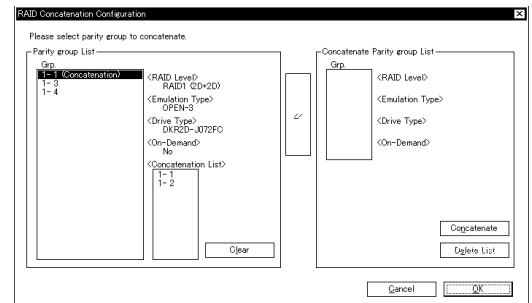 RAID Concatenation Configuration
Please select parity group to concatenate.
Parity group List
Grp.
1- 1 (Concatenation)
1- 3
1- 4
<RAID Level>
RAID1 (2D+2D)
<Emulation Type>
OPEN-3
<Drive Type>
DKR2D-J072FC
<On-Demand>
No
<Concatenation List>
1- 1
1- 2
Clear
Concatenate Parity group List
Grp.
<RAID Level>
<Emulation Type>
<Drive Type>
<On-Demand>
Concatenate
Delete List
Cancel
OK